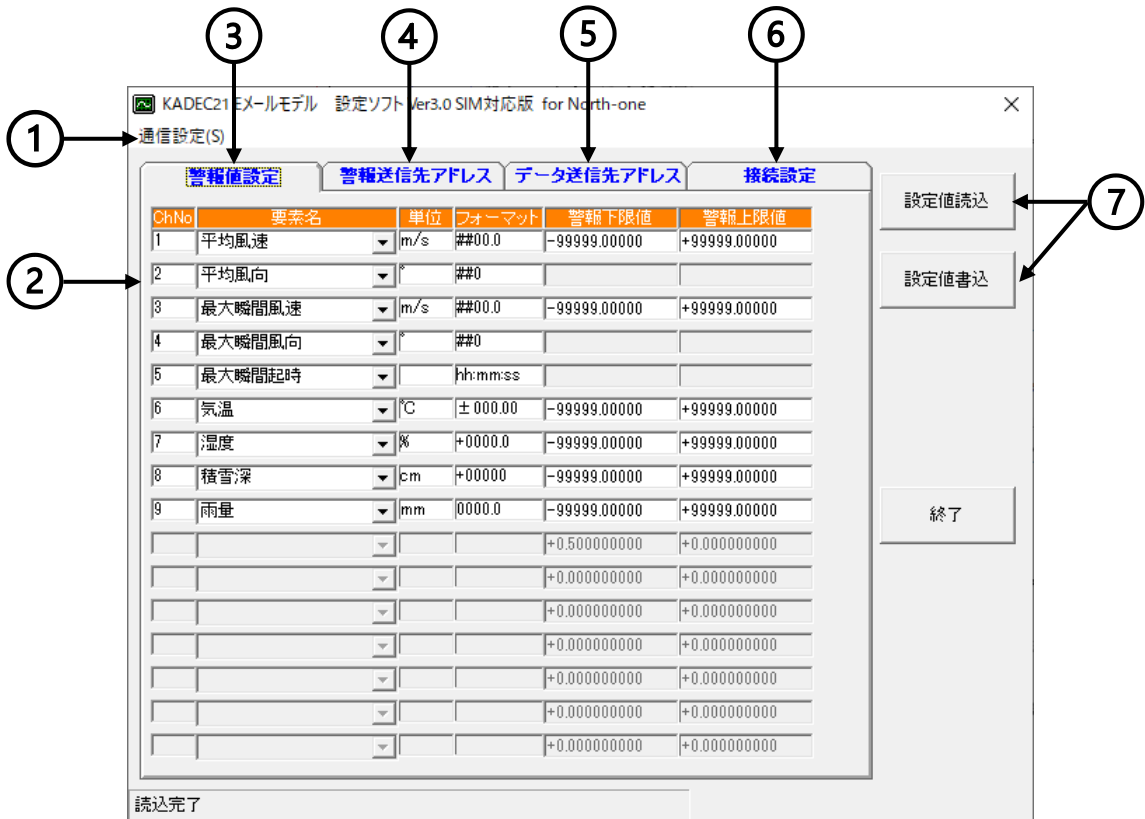 ③ ④ ⑤ ⑥
KADEC21 Eメールモデル 設定ソフト Ver3.0 SIM対応版 for North-one
① 通信設定(S)
警報値設定 警報送信先アドレス データ送信先アドレス 接続設定
設定値読込
⑦
ChNo 要素名 単位 フォーマット 警報下限値 警報上限値
1 平均風速 m/s ##00.0 -99999.00000 +99999.00000
② 2 平均風向 ° ##0
設定値書込
3 最大瞬間風速 m/s ##00.0 -99999.00000 +99999.00000
4 最大瞬間風向 ° ##0
5 最大瞬間起時 hh:mm:ss
6 気温 ℃ ±000.00 -99999.00000 +99999.00000
7 湿度 % +0000.0 -99999.00000 +99999.00000
8 積雪深 cm +00000 -99999.00000 +99999.00000
9 雨量 mm 0000.0 -99999.00000 +99999.00000
終了
+0.500000000 +0.000000000
+0.000000000 +0.000000000
+0.000000000 +0.000000000
+0.000000000 +0.000000000
+0.000000000 +0.000000000
+0.000000000 +0.000000000
+0.000000000 +0.000000000
読込完了